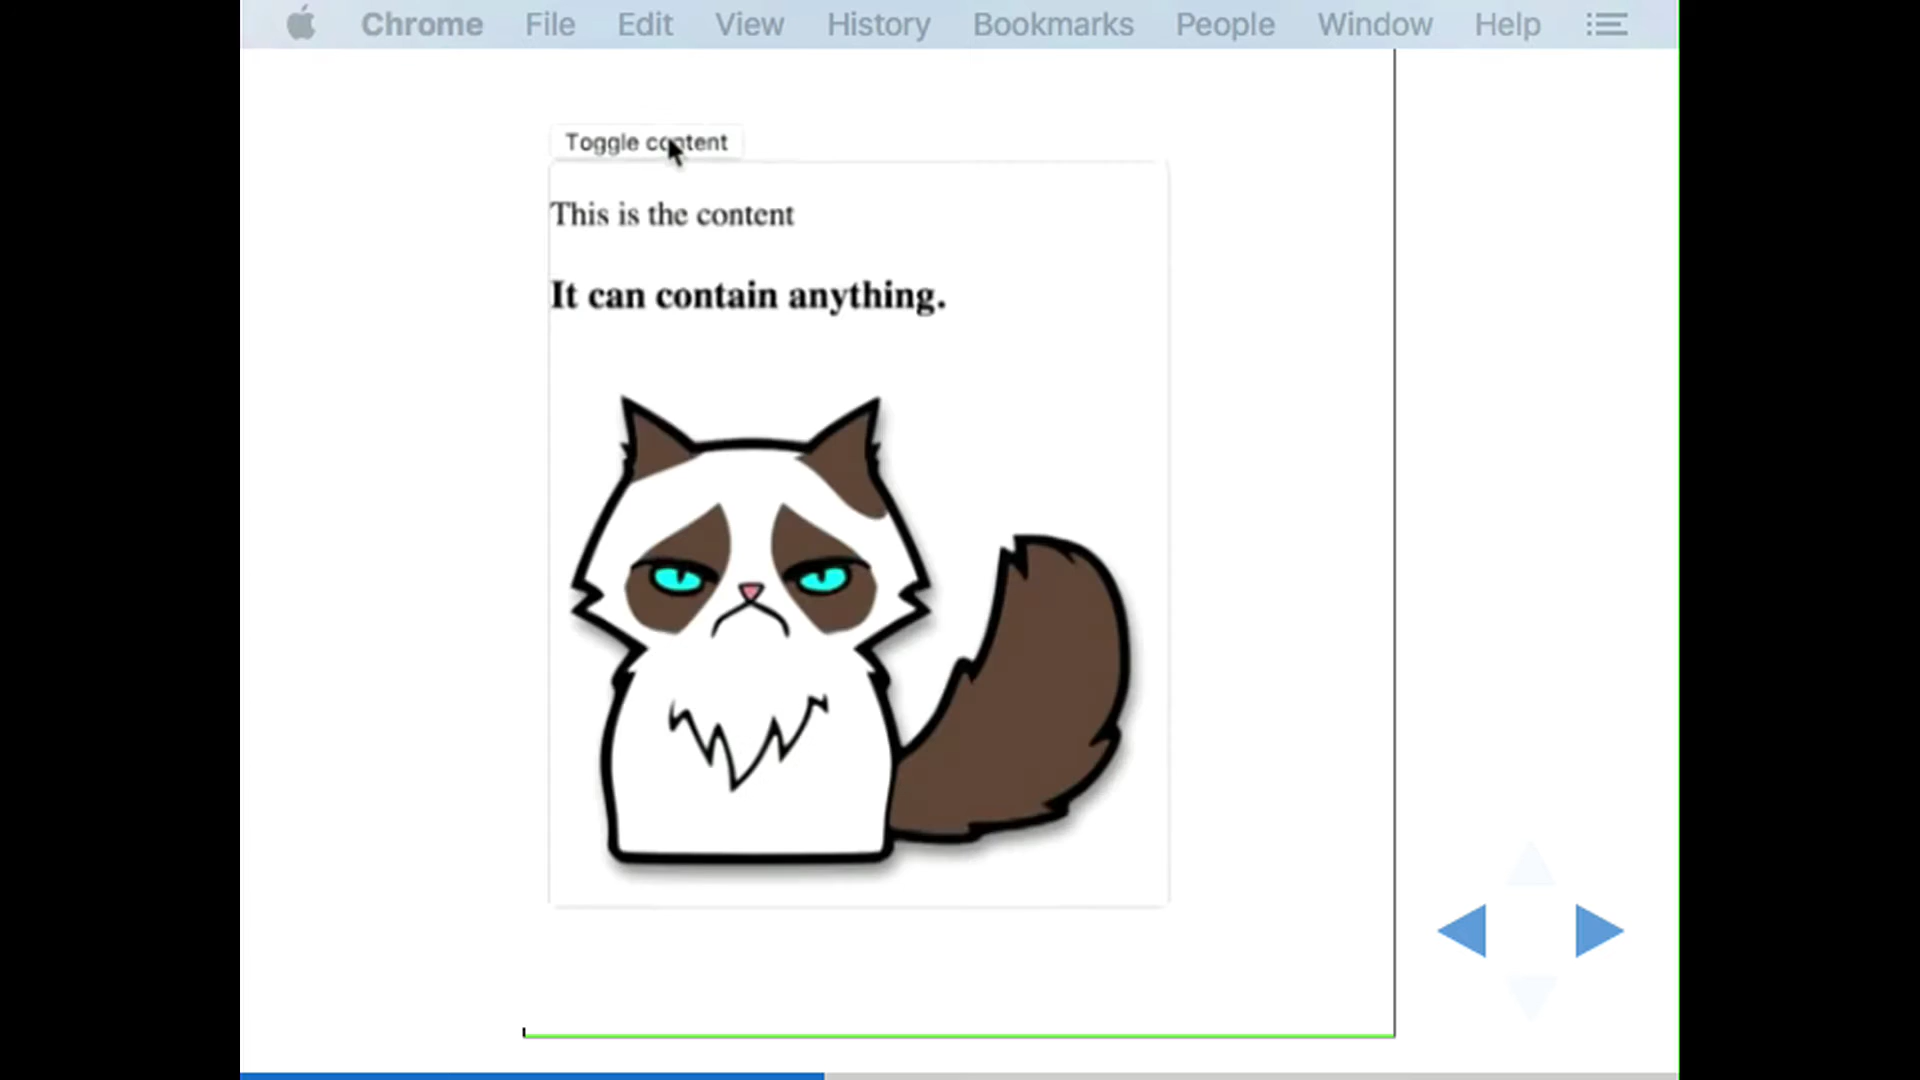 Chrome File Edit View History Bookmarks People Window Help
Toggle content
This is the content
It can contain anything.